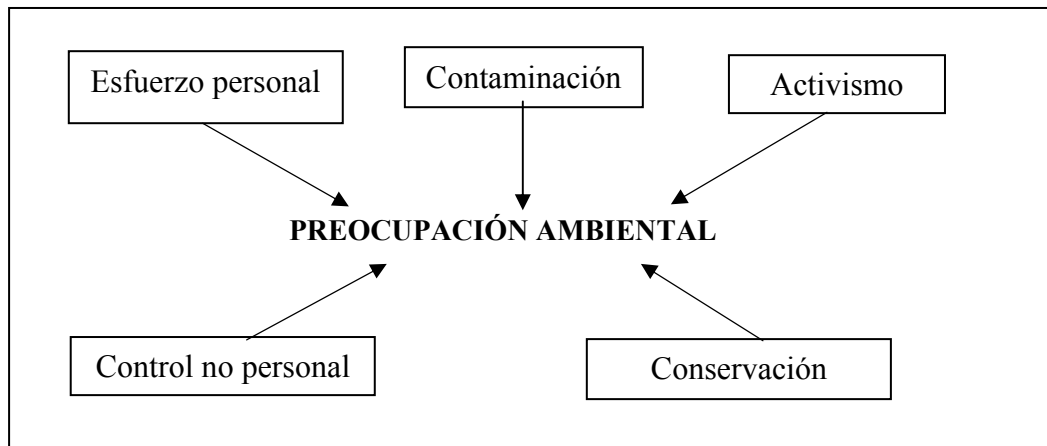 Esfuerzo personal
Contaminación
Activismo
PREOCUPACIÓN AMBIENTAL
Control no personal
Conservación